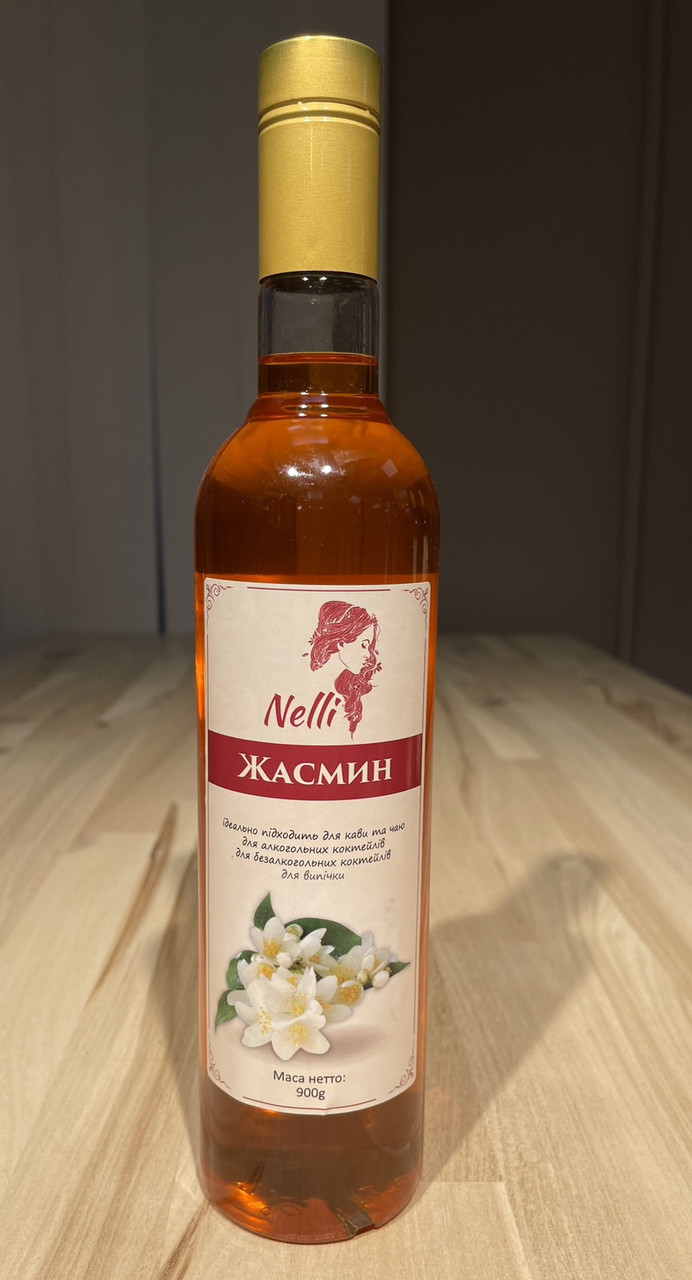 Nelli
ЖАСМИН
ідеально підходить для кави та чаю
для алкогольних коктейлів
для безалкогольних коктейлів
для випічки
Маса нетто:
900g